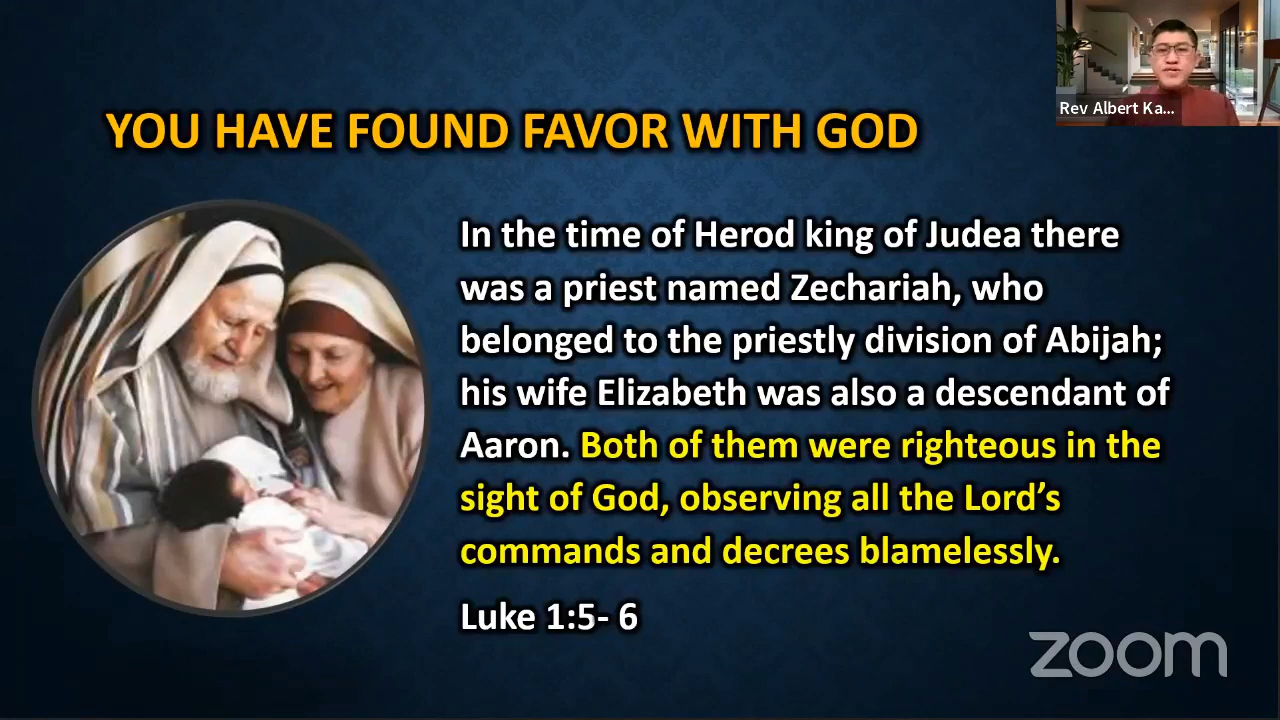 Rev Albert Ka...
YOU HAVE FOUND FAVOR WITH GOD
In the time of Herod king of Judea there
was a priest named Zechariah, who
belonged to the priestly division of Abijah;
his wife Elizabeth was also a descendant of
Aaron. Both of them were righteous in the
sight of God, observing all the Lord’s
commands and decrees blamelessly.
Luke 1:5- 6
zoom